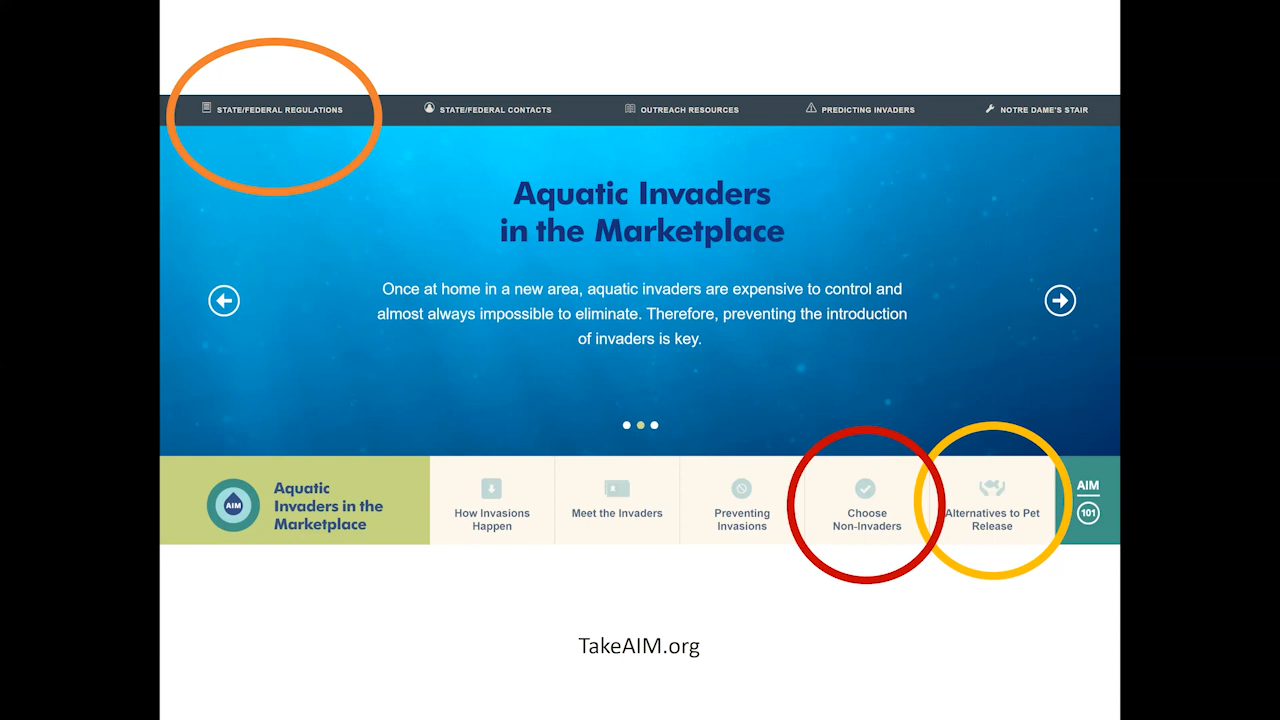 STATE/FEDERAL REGULATIONS
STATE/FEDERAL CONTACTS
OUTREACH RESOURCES
PREDICTING INVADERS
NOTRE DAME'S STAIR
Aquatic Invaders
in the Marketplace
Once at home in a new area, aquatic invaders are expensive to control and
almost always impossible to eliminate. Therefore, preventing the introduction
of invaders is key.
AIM
Aquatic
Invaders in the
Marketplace
How Invasions
Happen
Meet the Invaders
Preventing
Invasions
Choose
Non-Invaders
Alternatives to Pet
Release
AIM
101
TakeAIM.org